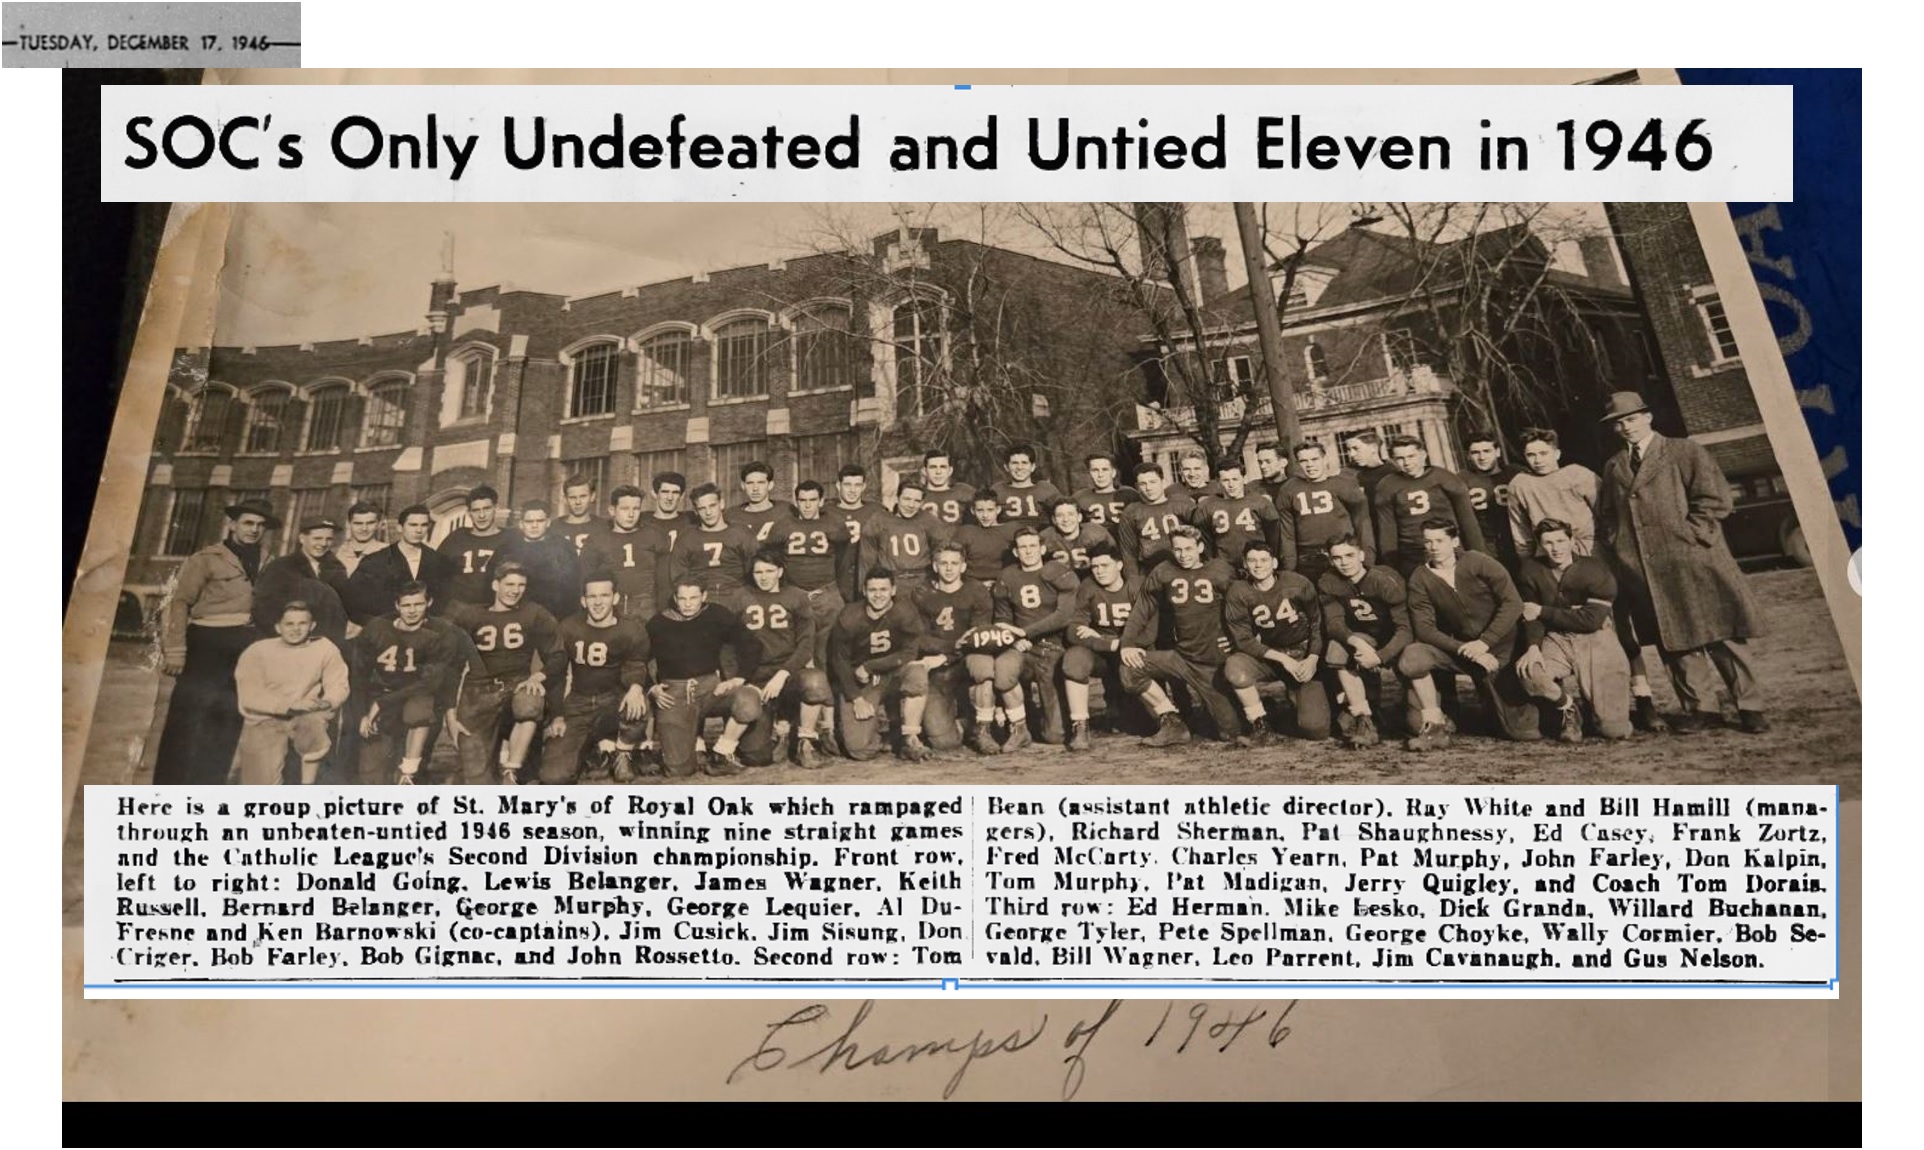 TUESDAY, DECEMBER 17, 1946
SOC's Only Undefeated and Untied Eleven in 1946
39
31
35
40
34
13
3
28
17
1
7
23
10
25
41
36
18
32
5
4
8
15
33
24
2
1946
Here is a group picture of St. Mary's of Royal Oak which rampaged
through an unbeaten-untied 1946 season, winning nine straight games
and the Catholic League's Second Division championship. Front row,
left to right: Donald Going, Lewis Belanger, James Wagner, Keith
Russell, Bernard Belanger, George Murphy, George Lequier, Al Du-
Fresne and Ken Barnowski (co-captains), Jim Cusick, Jim Sisung, Don
Criger, Bob Farley, Bob Gignac, and John Rossetto. Second row: Tom
Bean (assistant athletic director), Ray White and Bill Hamill (mana-
gers), Richard Sherman, Pat Shaughnessy, Ed Casey, Frank Zortz,
Fred McCarty, Charles Yearn, Pat Murphy, John Farley, Don Kalpin,
Tom Murphy, Pat Madigan, Jerry Quigley, and Coach Tom Dorais.
Third row: Ed Herman, Mike Lesko, Dick Granda, Willard Buchanan,
George Tyler, Pete Spellman, George Choyke, Wally Cormier, Bob Se-
vald, Bill Wagner, Leo Parrent, Jim Cavanaugh, and Gus Nelson.
Champs of 1946